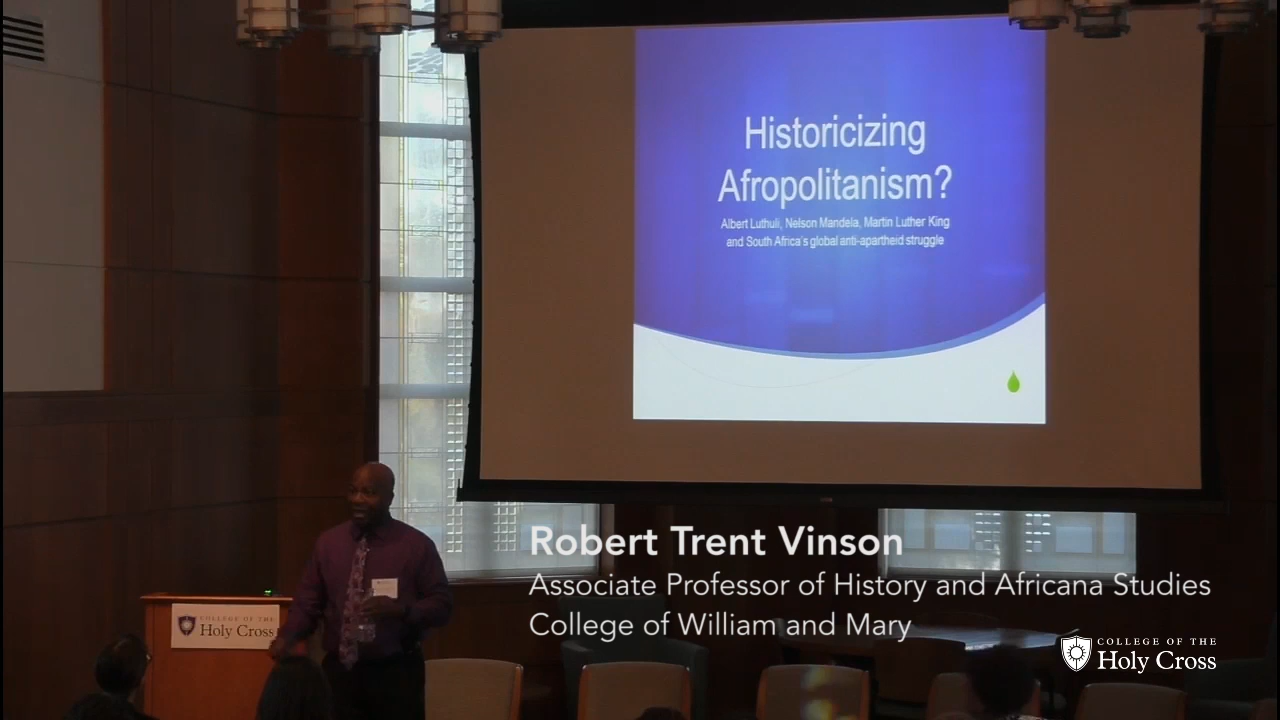 Historicizing
Afropolitanism?
Albert Luthuli, Nelson Mandela, Martin Luther King
and South Africa's global anti-apartheid struggle
Robert Trent Vinson
Associate Professor of History and Africana Studies
College of William and Mary
COLLEGE OF THE
Holy Cross
COLLEGE OF THE
Holy Cross